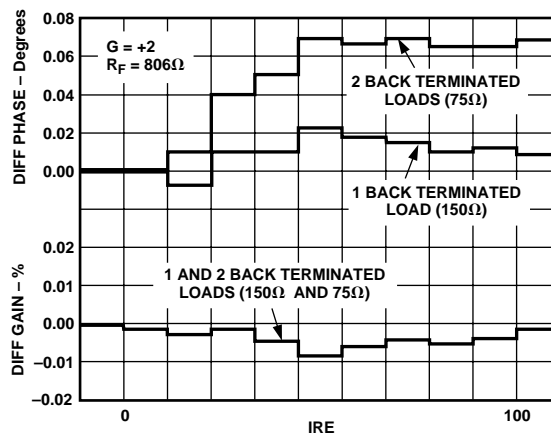 0.08
0.06
0.04
0.02
0.00
DIFF PHASE – Degrees
G = +2
R_F = 806Ω
2 BACK TERMINATED
LOADS (75Ω)
1 BACK TERMINATED
LOAD (150Ω)
0.02
0.01
0.00
–0.01
–0.02
DIFF GAIN – %
1 AND 2 BACK TERMINATED
LOADS (150Ω AND 75Ω)
0
IRE
100